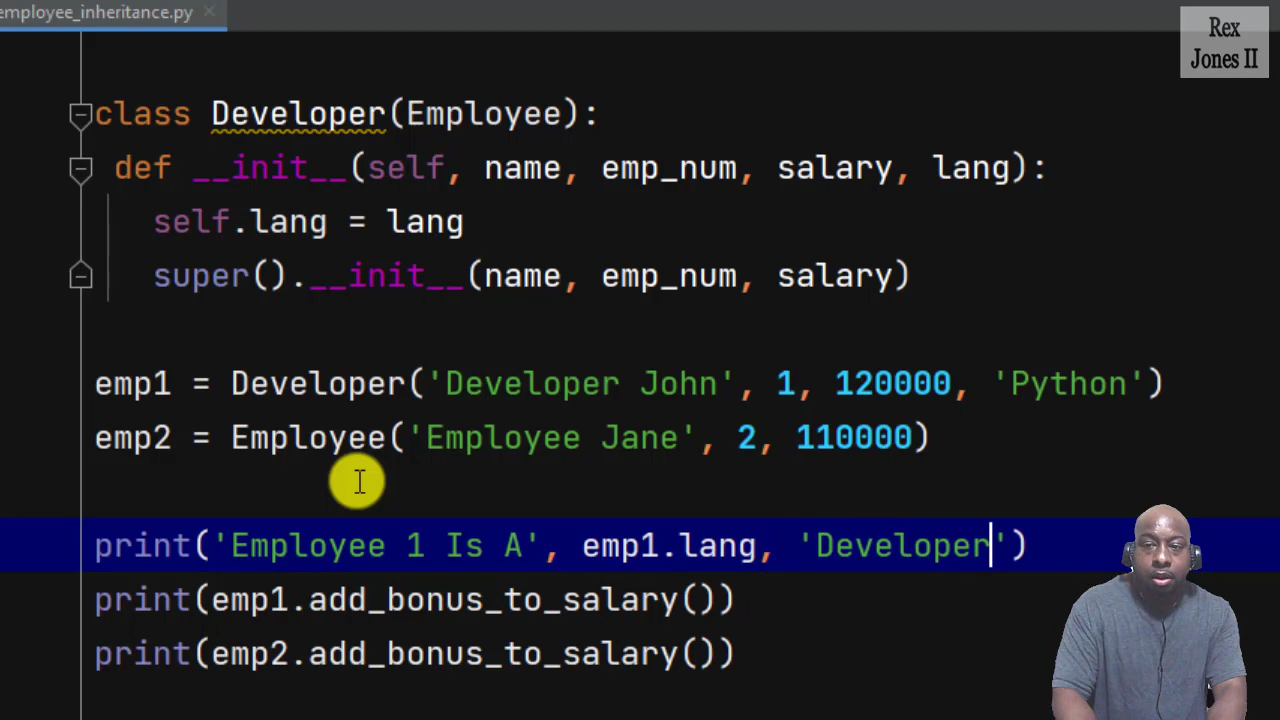 employee_inheritance.py
Rex
Jones II
class Developer(Employee):
def __init__(self, name, emp_num, salary, lang):
self.lang = lang
super().__init__(name, emp_num, salary)
emp1 = Developer('Developer John', 1, 120000, 'Python')
emp2 = Employee('Employee Jane', 2, 110000)
print('Employee 1 Is A', emp1.lang, 'Developer')
print(emp1.add_bonus_to_salary())
print(emp2.add_bonus_to_salary())